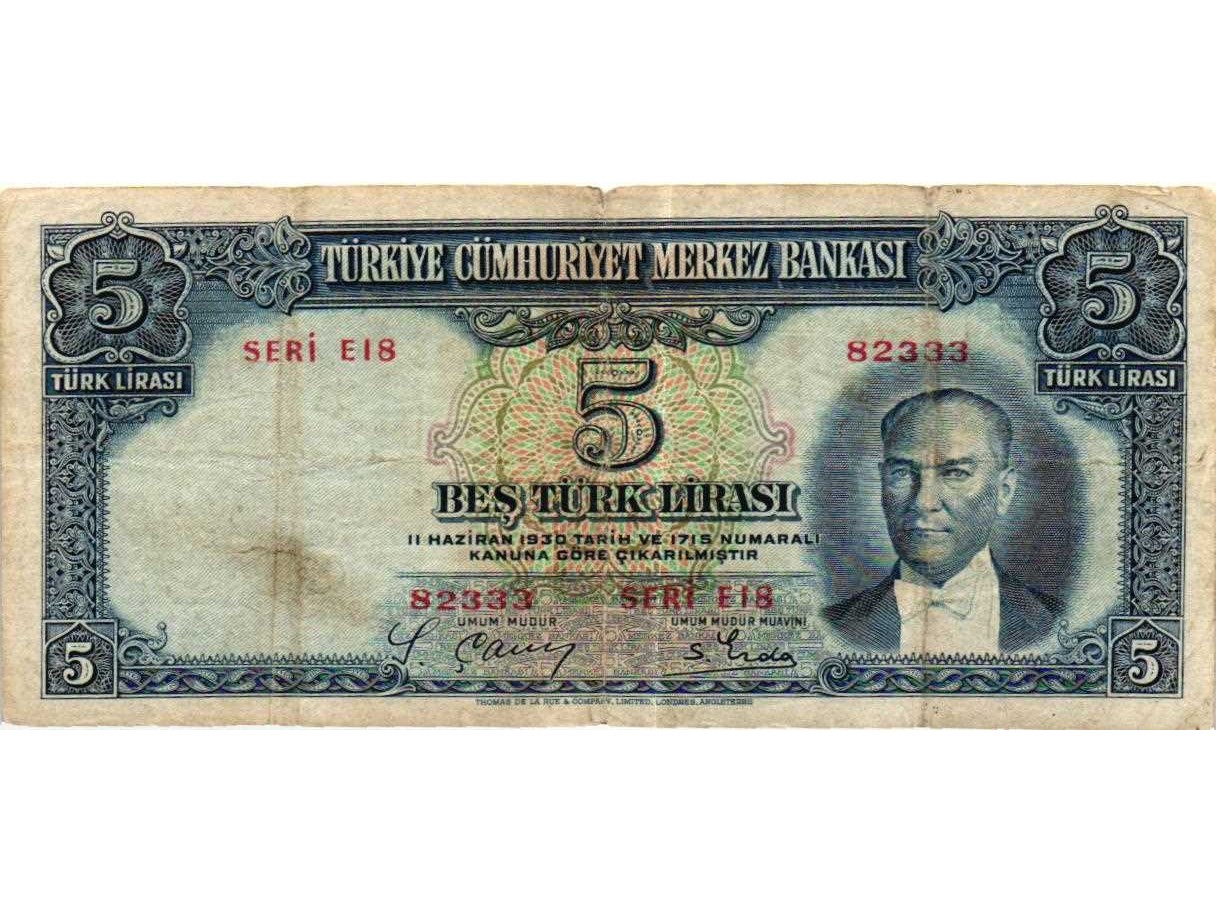 TÜRKİYE CÜMHURİYET MERKEZ BANKASI
5
5
TÜRK LİRASI
TÜRK LİRASI
SERİ E18
82333
5
BEŞ TÜRK LİRASI
11 HAZİRAN 1930 TARİH VE 1715 NUMARALI
KANUNA GÖRE ÇIKARILMIŞTIR
82333 SERİ E18
UMUM MÜDÜR
UMUM MÜDÜR MUAVİNİ
5
5
THOMAS DE LA RUE & COMPANY, LIMITED, LONDRES, ANGLETERRE